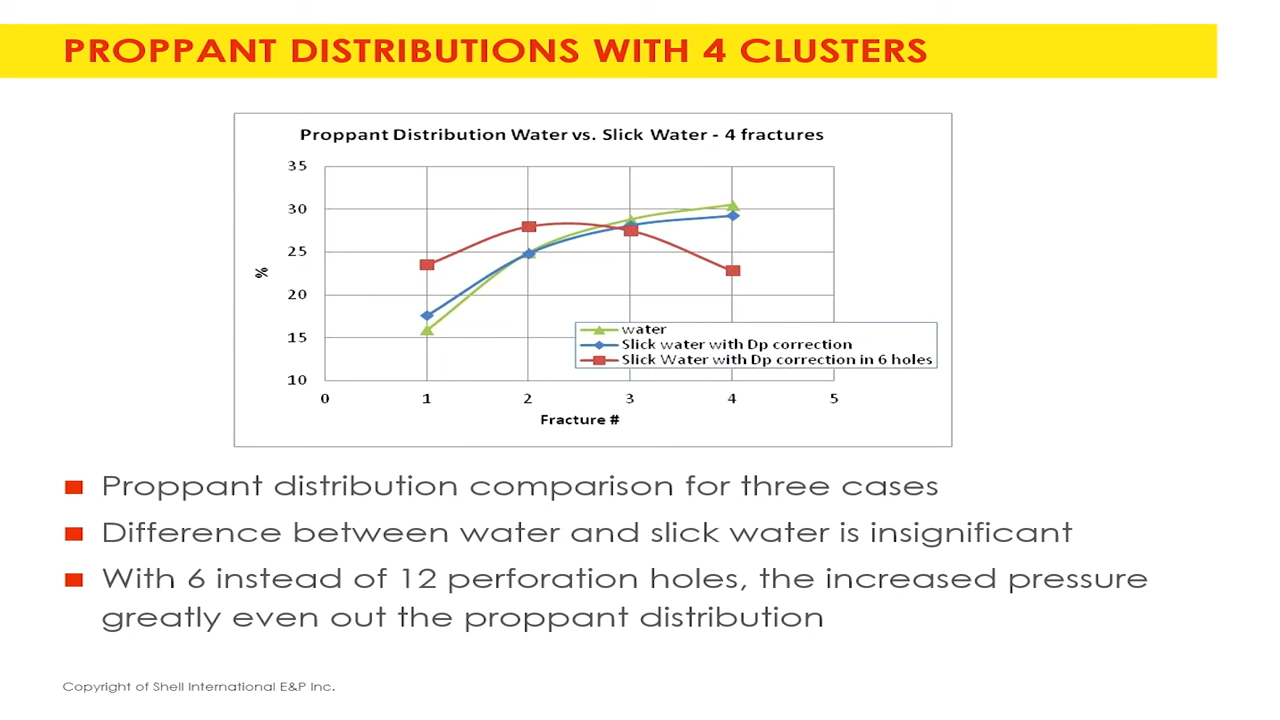 PROPPANT DISTRIBUTIONS WITH 4 CLUSTERS
Proppant Distribution Water vs. Slick Water - 4 fractures
35
30
25
20
15
10
%
0 1 2 3 4 5
Fracture #
water
Slick water with Dp correction
Slick Water with Dp correction in 6 holes
Proppant distribution comparison for three cases
Difference between water and slick water is insignificant
With 6 instead of 12 perforation holes, the increased pressure
greatly even out the proppant distribution
Copyright of Shell International E&P Inc.